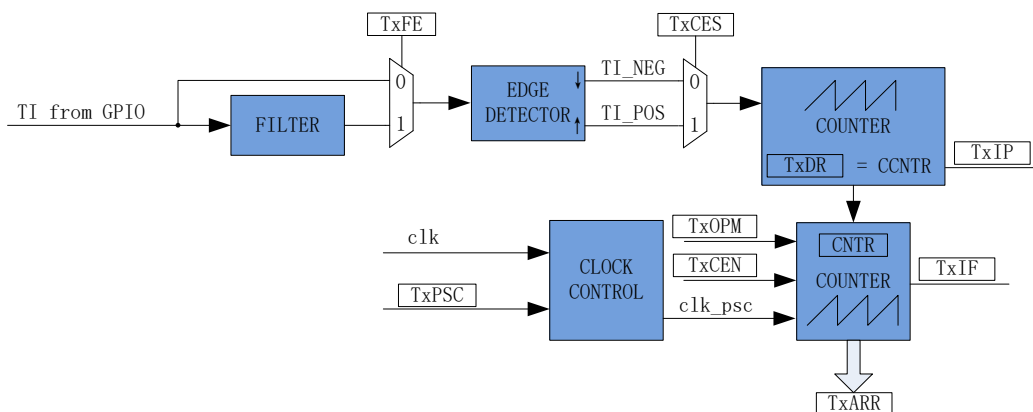 TxFE
TxCES
0
TI_NEG
0
EDGE
DETECTOR
TI from GPIO
FILTER
1
TI_POS
1
COUNTER
TxDR = CCNTR
TxIP
clk
TxOPM
CNTR
TxCEN
TxIF
CLOCK
CONTROL
COUNTER
TxPSC
clk_psc
TxARR